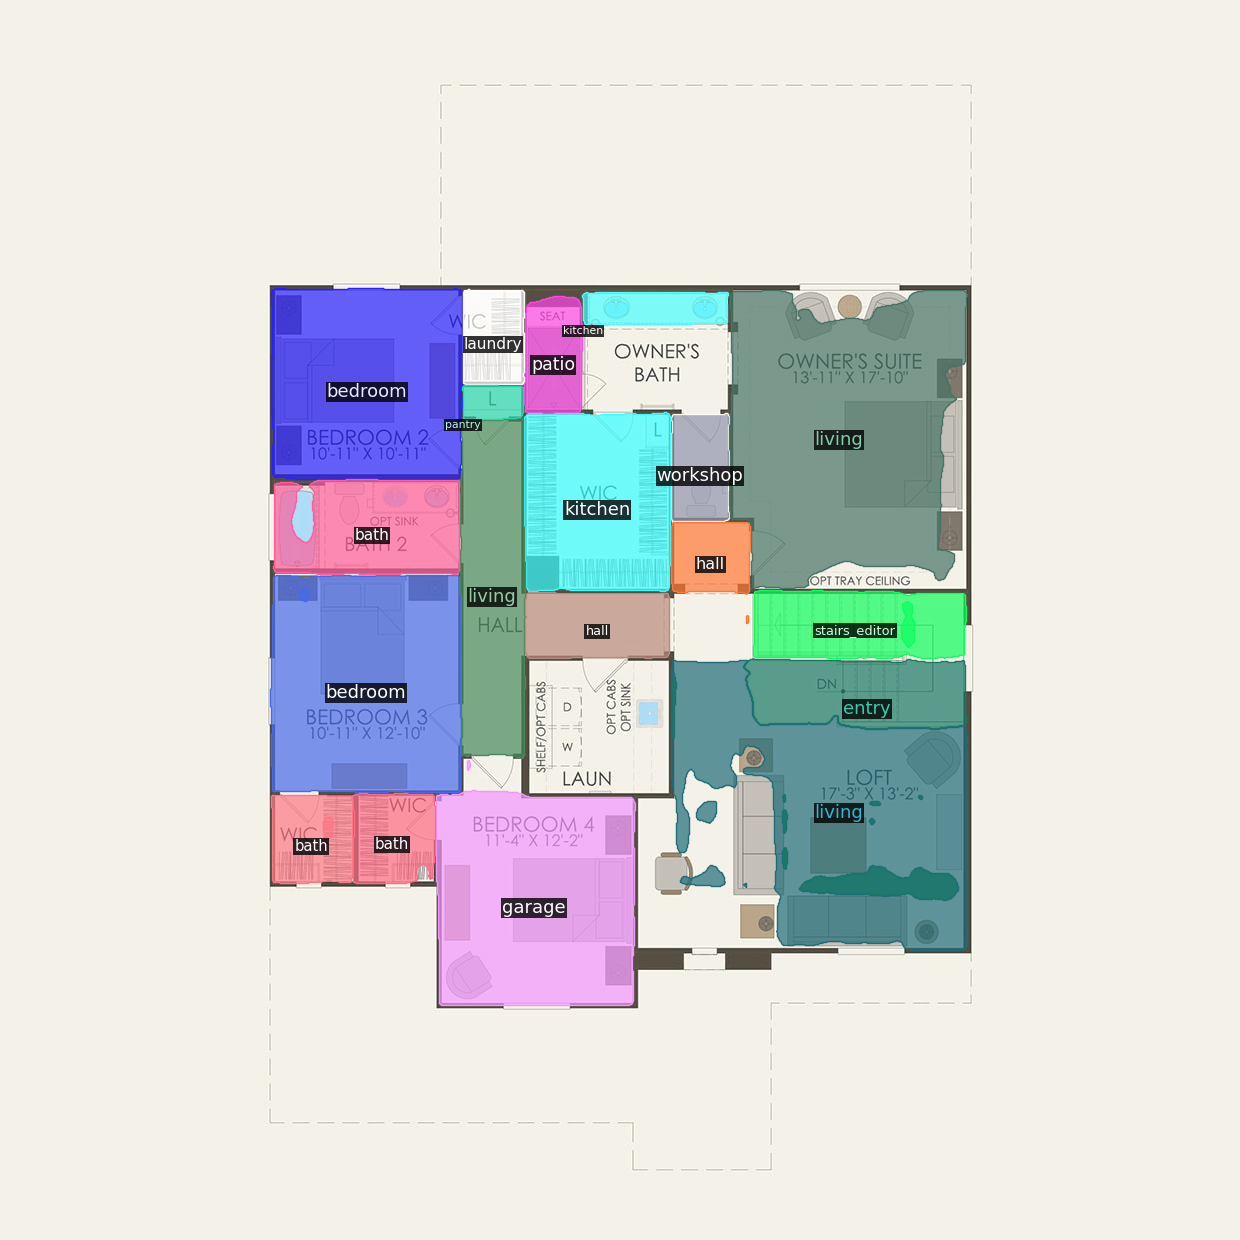 WIC
laundry
SEAT
kitchen
patio
OWNER'S
BATH
OWNER'S SUITE
13'-11" X 17'-10"
bedroom
L
pantry
BEDROOM 2
10'-11" X 10'-11"
L
living
workshop
WIC
kitchen
OPT SINK
bath
BATH 2
hall
OPT TRAY CEILING
living
HALL
hall
stairs_editor
bedroom
BEDROOM 3
10'-11" X 12'-10"
SHELF/OPT CABS
D
W
OPT CABS
OPT SINK
LAUN
DN
entry
LOFT
17'-3" X 13'-2"
living
WIC
bath
WIC
bath
BEDROOM 4
11'-4" X 12'-2"
garage